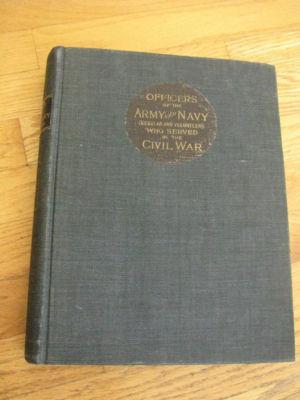 OFFICERS
OF THE
ARMY AND NAVY
(REGULAR AND VOLUNTEER)
WHO SERVED
IN THE
CIVIL WAR